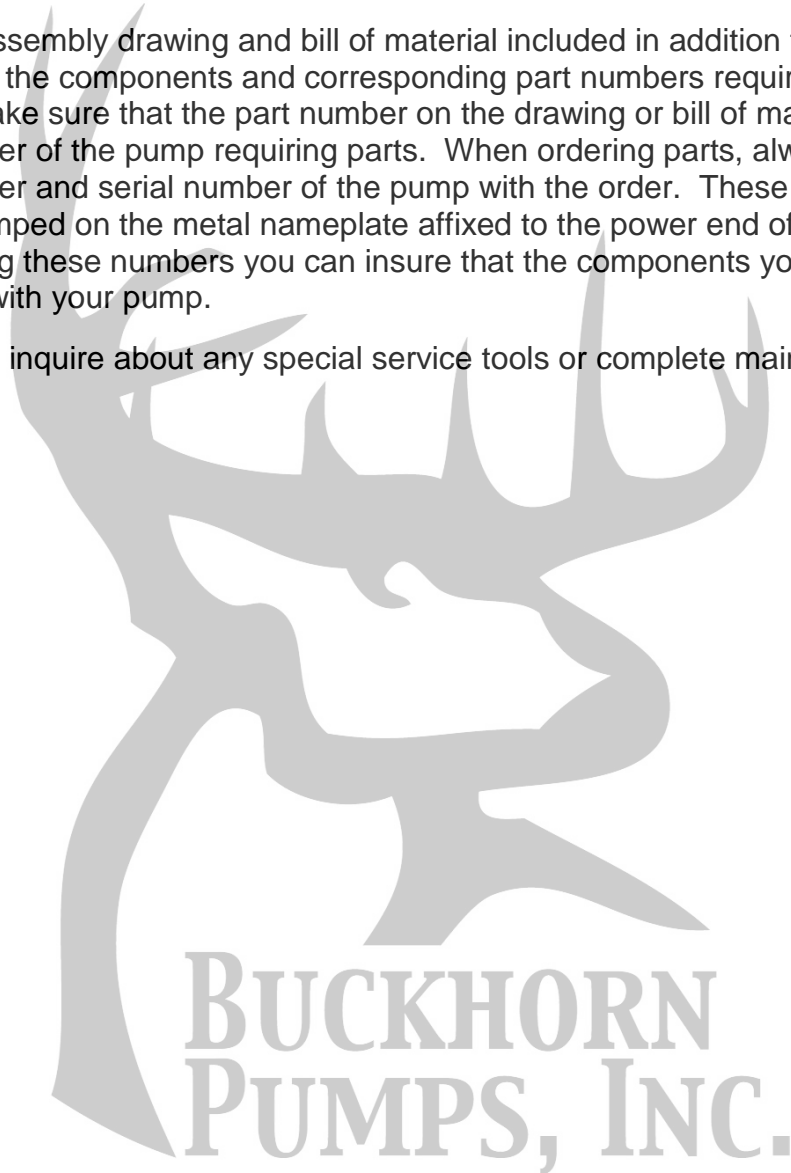 ssembly drawing and bill of material included in addition
the components and corresponding part numbers requir
ake sure that the part number on the drawing or bill of ma
er of the pump requiring parts.  When ordering parts, alw
er and serial number of the pump with the order.  These
mped on the metal nameplate affixed to the power end of
g these numbers you can insure that the components yo
with your pump.
inquire about any special service tools or complete main
BUCKHORN
PUMPS, INC.